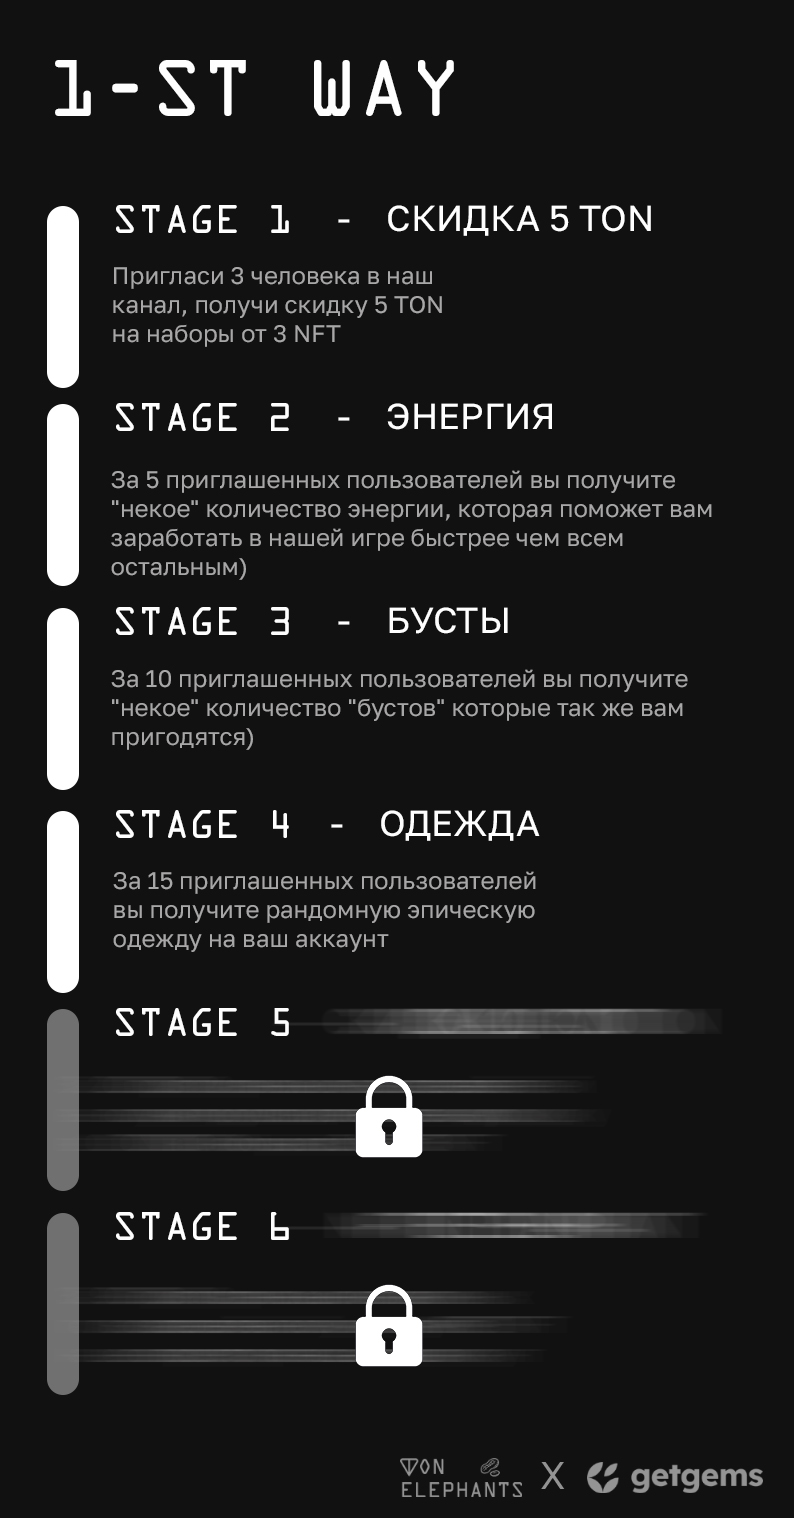 1-ST WAY
STAGE 1 - СКИДКА 5 TON
Пригласи 3 человека в наш
канал, получи скидку 5 TON
на наборы от 3 NFT
STAGE 2 - ЭНЕРГИЯ
За 5 приглашенных пользователей вы получите
"некое" количество энергии, которая поможет вам
заработать в нашей игре быстрее чем всем
остальным)
STAGE 3 - БУСТЫ
За 10 приглашенных пользователей вы получите
"некое" количество "бустов" которые так же вам
пригодятся)
STAGE 4 - ОДЕЖДА
За 15 приглашенных пользователей
вы получите рандомную эпическую
одежду на ваш аккаунт
STAGE 5
STAGE 6
TON
ELEPHANTS X getgems